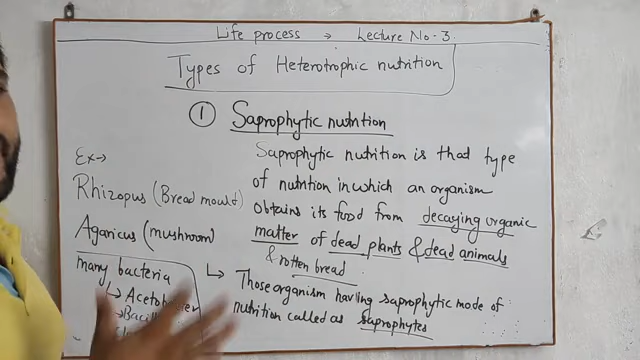 Life process → Lecture No-3.
Types of Heterotrophic nutrition
① Saprophytic nutrition
Saprophytic nutrition is that type
of nutrition in which an organism
obtains its food from decaying organic
matter of dead plants & dead animals
& rotten bread
↳ Those organism having saprophytic mode of
nutrition called as saprophytes
Ex→
Rhizopus (Bread mould)
Agaricus (mushroom)
many bacteria
↳ Acetob
→ Bacill